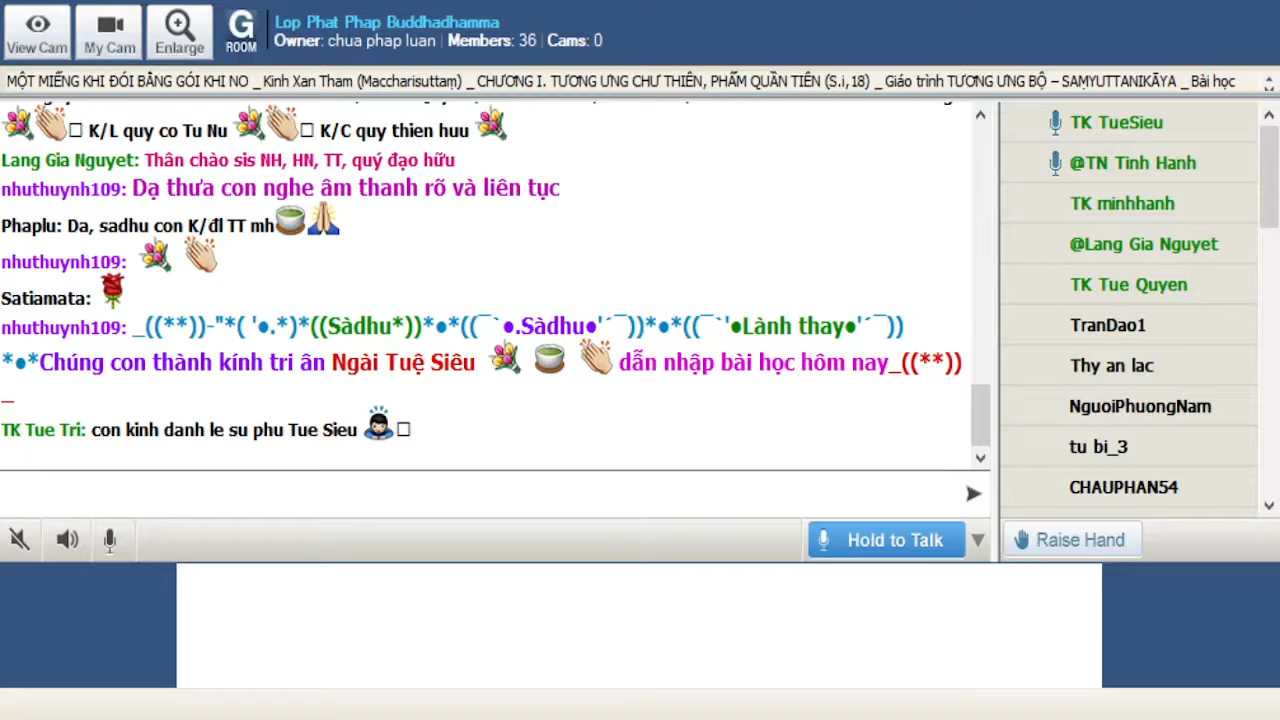 Lop Phat Phap Buddhadhamma
View Cam
My Cam
Enlarge
G ROOM
Owner: chua phap luan | Members: 36 | Cams: 0
MỘT MIẾNG KHI ĐÓI BẰNG GÓI KHI NO _ Kinh Xan Tham (Maccharisuttaṃ) _ CHƯƠNG I. TƯƠNG ƯNG CHƯ THIÊN, PHẨM QUẦN TIÊN (S.i,18) _ Giáo trình TƯƠNG ƯNG BỘ – SAṂYUTTANIKĀYA _ Bài học
K/L quy co Tu Nu K/C quy thien huu
Lang Gia Nguyet: Thân chào sis NH, HN, TT, quý đạo hữu
nhuthuynh109: Dạ thưa con nghe âm thanh rõ và liên tục
Phaplu: Da, sadhu con K/đl TT mh
nhuthuynh109:
Satiamata:
nhuthuynh109: _((**))-"*( '●.*)*((Sàdhu*))*●*((¯`●.Sàdhu●'´¯))*●*((¯`'●Lành thay●'´¯))
*●*Chúng con thành kính tri ân Ngài Tuệ Siêu dẫn nhập bài học hôm nay_((**))
_
TK Tue Tri: con kinh danh le su phu Tue Sieu
TK TueSieu
@TN Tinh Hanh
TK minhhanh
@Lang Gia Nguyet
TK Tue Quyen
TranDao1
Thy an lac
NguoiPhuongNam
tu bi_3
CHAUPHAN54
Hold to Talk
Raise Hand